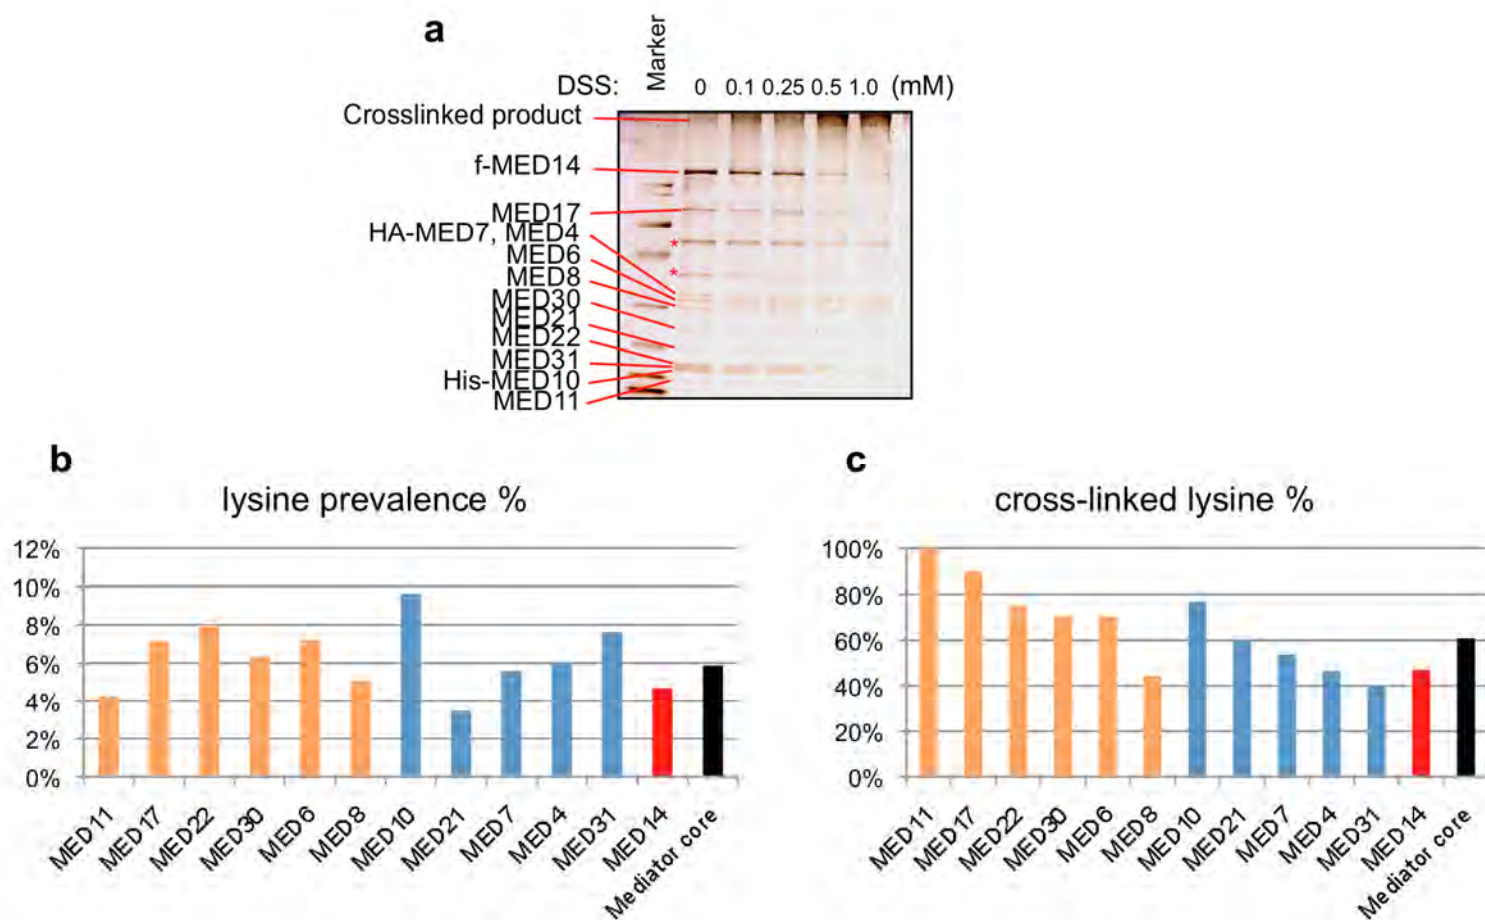 a
Marker
DSS: 0 0.1 0.25 0.5 1.0 (mM)
Crosslinked product
f-MED14
MED17
HA-MED7, MED4
MED6
*
MED8
*
MED30
MED21
MED22
MED31
His-MED10
MED11
b
lysine prevalence %
12%
10%
8%
6%
4%
2%
0%
MED11 MED17 MED22 MED30 MED6 MED8 MED10 MED21 MED7 MED4 MED31 MED14 Mediator core
c
cross-linked lysine %
100%
80%
60%
40%
20%
0%
MED11 MED17 MED22 MED30 MED6 MED8 MED10 MED21 MED7 MED4 MED31 MED14 Mediator core